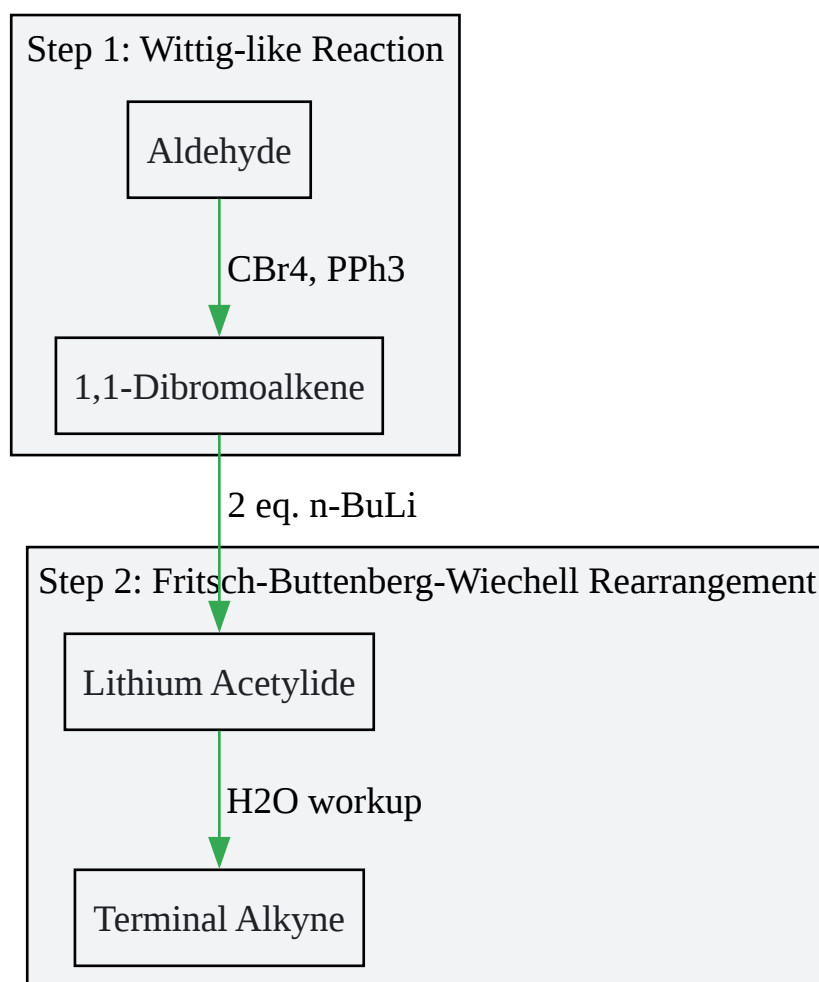 Step 1: Wittig-like Reaction
Aldehyde
CBr4, PPh3
1,1-Dibromoalkene
2 eq. n-BuLi
Step 2: Fritsch-Buttenberg-Wiechell Rearrangement
Lithium Acetylide
H2O workup
Terminal Alkyne